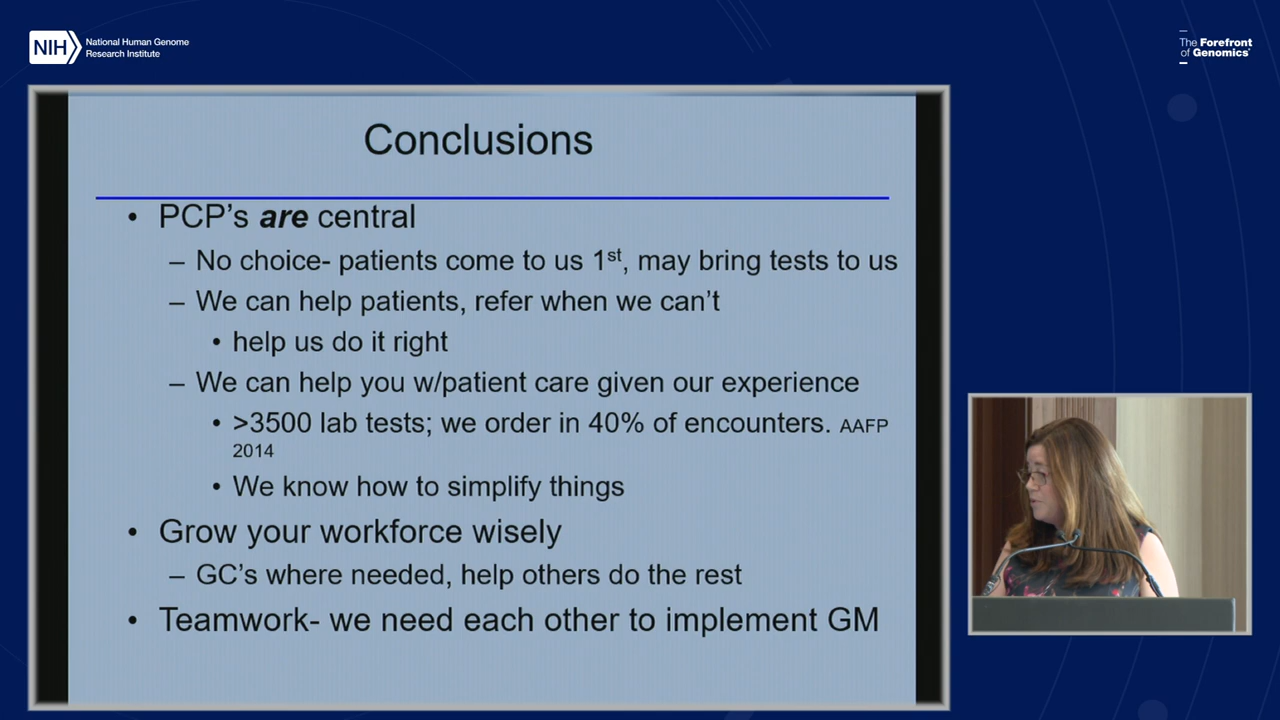 NIH
National Human Genome
Research Institute
The Forefront
of Genomics®
Conclusions
• PCP's are central
– No choice- patients come to us 1st, may bring tests to us
– We can help patients, refer when we can't
• help us do it right
– We can help you w/patient care given our experience
• >3500 lab tests; we order in 40% of encounters. AAFP
2014
• We know how to simplify things
• Grow your workforce wisely
– GC's where needed, help others do the rest
• Teamwork- we need each other to implement GM